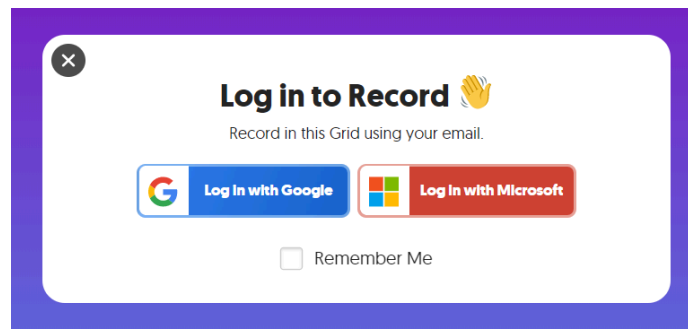 Log in to Record 👋
Record in this Grid using your email.
Log in with Google
Log in with Microsoft
Remember Me